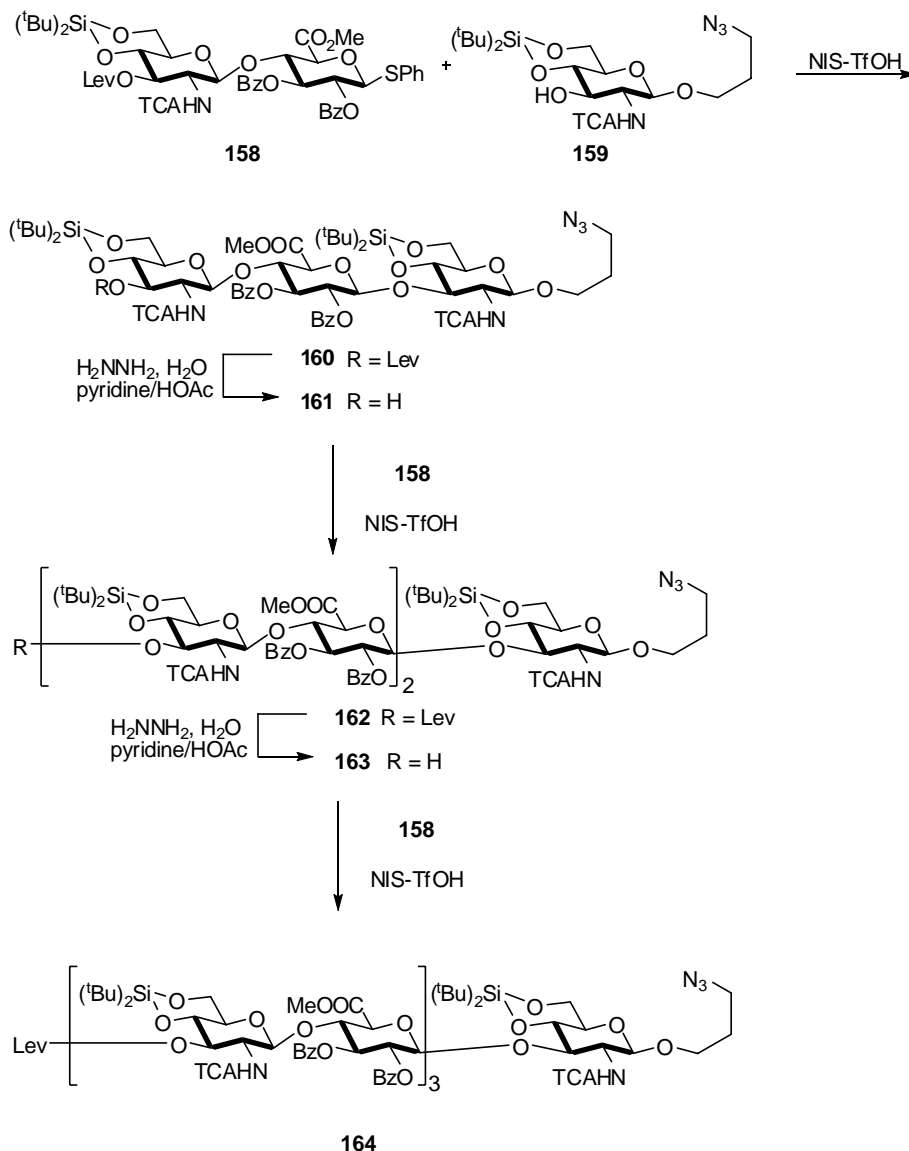 (ᵗBu)₂Si O O O
Lev O TCAHN O CO₂Me O BzO BzO SPh
+
(ᵗBu)₂Si O O O HO TCAHN O N₃
NIS-TfOH
158
159
(ᵗBu)₂Si O O O RO TCAHN O MeOOC O BzO BzO O (ᵗBu)₂Si O O O TCAHN O N₃
H₂NNH₂, H₂O
pyridine/HOAc
160 R = Lev
161 R = H
158
NIS-TfOH
R O (ᵗBu)₂Si O O O TCAHN O MeOOC O BzO BzO 2 O (ᵗBu)₂Si O O O TCAHN O N₃
H₂NNH₂, H₂O
pyridine/HOAc
162 R = Lev
163 R = H
158
NIS-TfOH
Lev O (ᵗBu)₂Si O O O TCAHN O MeOOC O BzO BzO 3 O (ᵗBu)₂Si O O O TCAHN O N₃
164